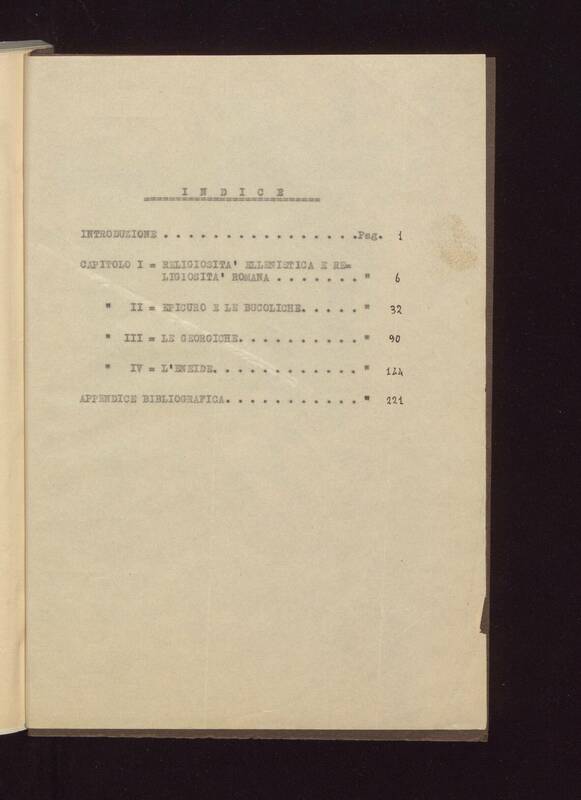 I N D I C E
INTRODUZIONE . . . . . . . . . . . . . . . .Pag. 1
CAPITOLO I = RELIGIOSITA' ELLENISTICA E RE=
LIGIOSITA' ROMANA . . . . . . . . " 6
" II = EPICURO E LE BUCOLICHE. . . . . " 32
" III = LE GEORGICHE. . . . . . . . . . . " 90
" IV = L'ENEIDE. . . . . . . . . . . . . " 144
APPENDICE BIBLIOGRAFICA. . . . . . . . . . . . " 221